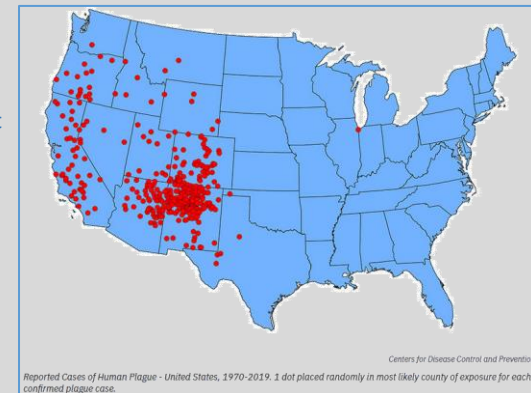 Centers for Disease Control and Preventio
Reported Cases of Human Plague - United States, 1970-2019. 1 dot placed randomly in most likely county of exposure for each
confirmed plague case.